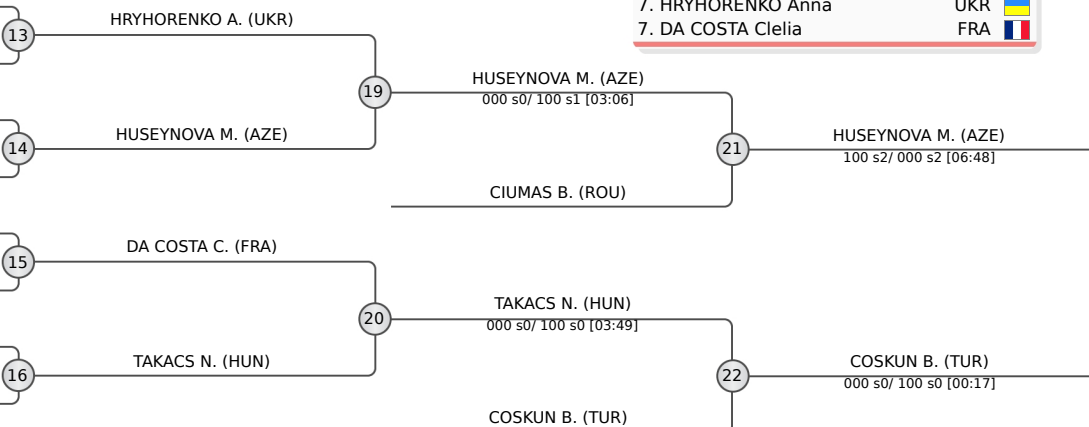 7. HRYHORENKO Anna UKR
7. DA COSTA Clelia FRA
HRYHORENKO A. (UKR)
13
19
HUSEYNOVA M. (AZE)
000 s0/ 100 s1 [03:06]
HUSEYNOVA M. (AZE)
14
21
HUSEYNOVA M. (AZE)
100 s2/ 000 s2 [06:48]
CIUMAS B. (ROU)
DA COSTA C. (FRA)
15
20
TAKACS N. (HUN)
000 s0/ 100 s0 [03:49]
TAKACS N. (HUN)
16
22
COSKUN B. (TUR)
000 s0/ 100 s0 [00:17]
COSKUN B. (TUR)